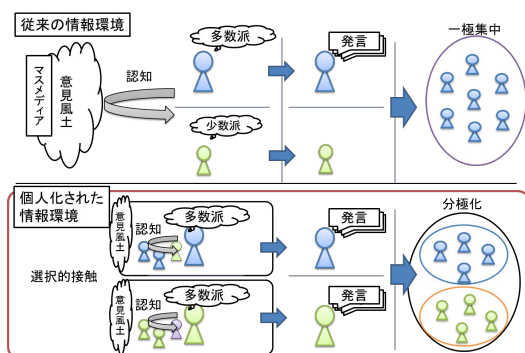 従来の情報環境
マスメディア
意見風土
認知
多数派
少数派
発言
一極集中
個人化された
情報環境
選択的接触
意見風土
認知
多数派
発言
意見風土
認知
多数派
発言
分極化